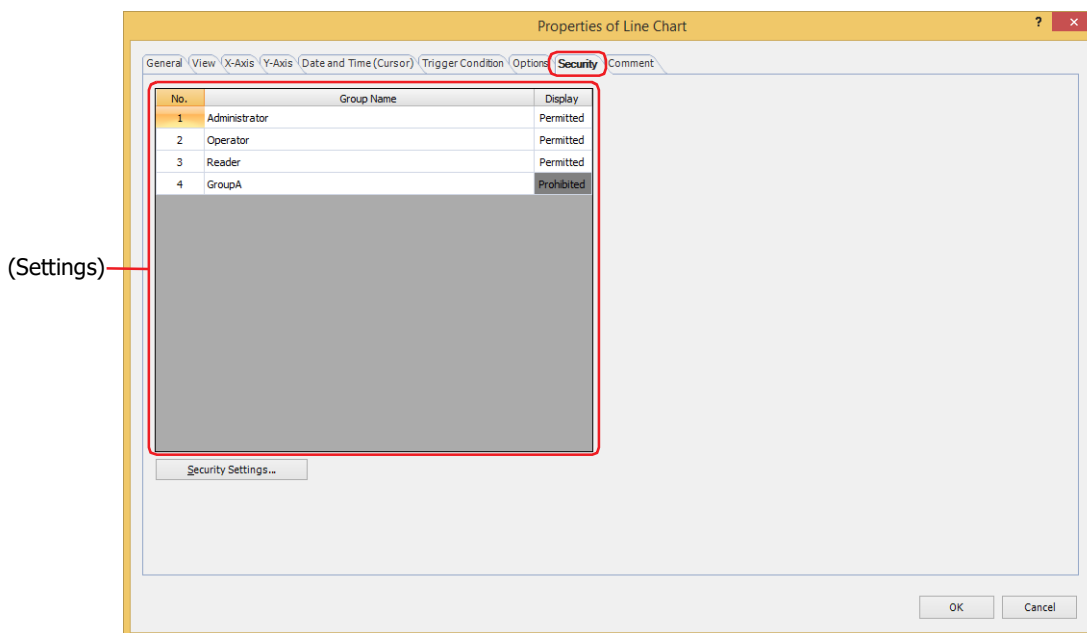 Properties of Line Chart
?
General View X-Axis Y-Axis Date and Time (Cursor) Trigger Condition Options Security Comment
No. Group Name Display
1 Administrator Permitted
2 Operator Permitted
3 Reader Permitted
4 GroupA Prohibited
(Settings)
Security Settings...
OK Cancel